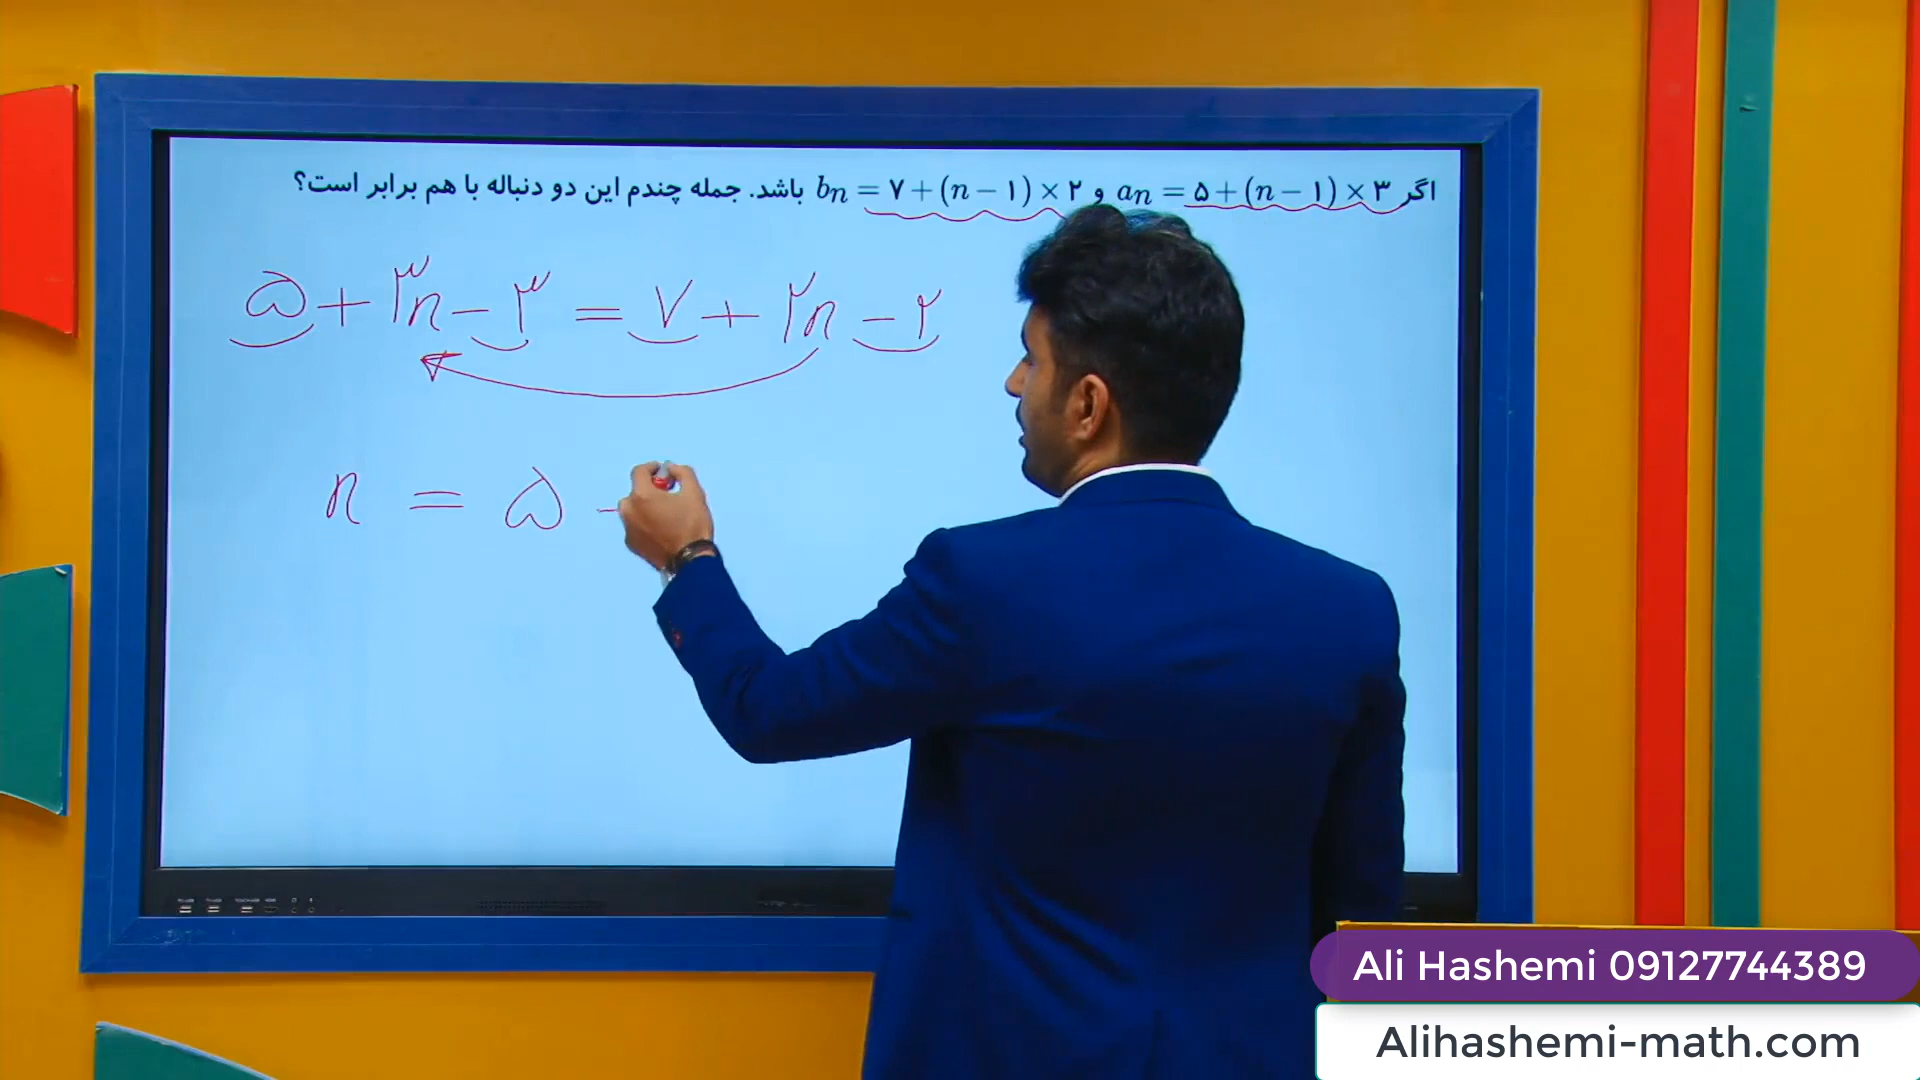 اگر aₙ = ۵ + (n − ۱) × ۳ و bₙ = ۷ + (n − ۱) × ۲ باشد. جمله چندم این دو دنباله با هم برابر است؟
۵ + ۳n − ۳ = ۷ + ۲n − ۲
n = ۵ −
Ali Hashemi 09127744389
Alihashemi-math.com